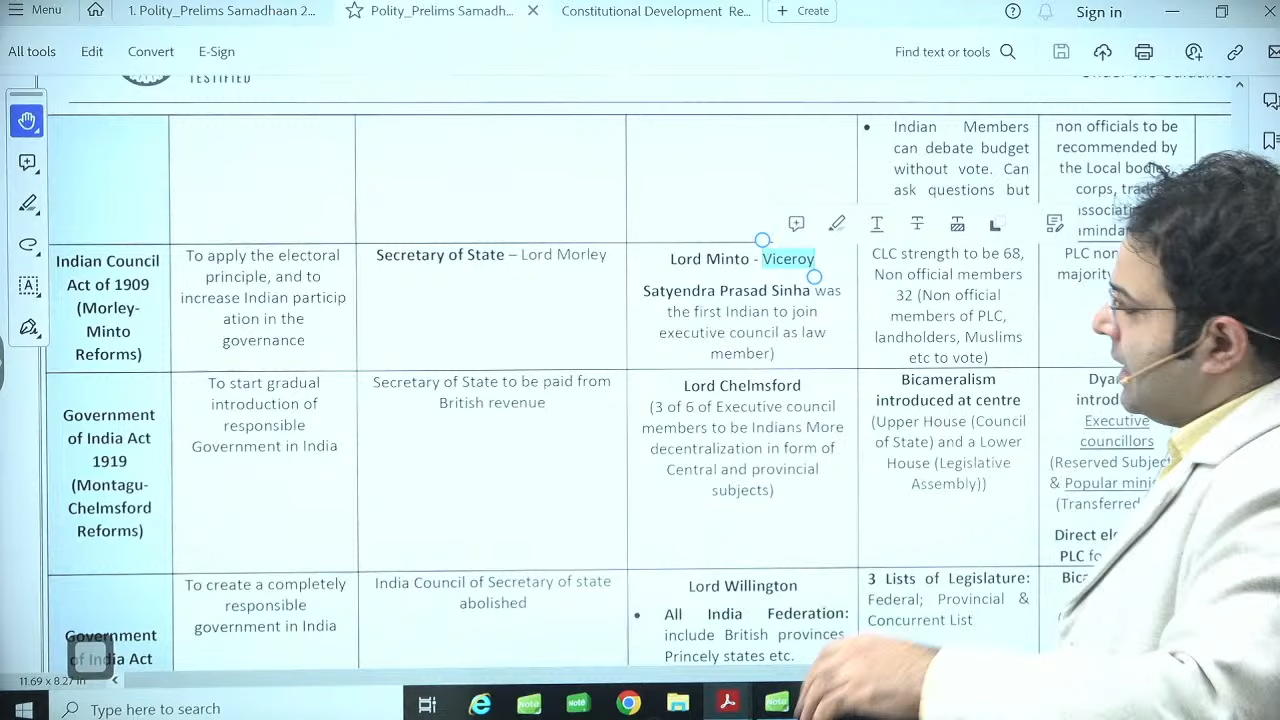 Menu
1. Polity_Prelims Samadhaan 2...
Polity_Prelims Samadh...
Constitutional Development Re...
+ Create
Sign in
All tools
Edit
Convert
E-Sign
Find text or tools
TESTIFIED
Indian Members
can debate budget
without vote. Can
ask questions but
non officials to be
recommended by
the Local bodies,
corps,
Indian Council
Act of 1909
(Morley-
Minto
Reforms)
To apply the electoral
principle, and to
increase Indian particip
ation in the
governance
Secretary of State – Lord Morley
Lord Minto - Viceroy
Satyendra Prasad Sinha was
the first Indian to join
executive council as law
member)
CLC strength to be 68,
Non official members
32 (Non official
members of PLC,
landholders, Muslims
etc to vote)
PLC
majority
Government
of India Act
1919
(Montagu-
Chelmsford
Reforms)
To start gradual
introduction of
responsible
Government in India
Secretary of State to be paid from
British revenue
Lord Chelmsford
(3 of 6 of Executive council
members to be Indians More
decentralization in form of
Central and provincial
subjects)
Bicameralism
introduced at centre
(Upper House (Council
of State) and a Lower
House (Legislative
Assembly))
Executive
councillors
(Reserved
& Popular
(Transferred
Direct
PLC
Government
of India Act
To create a completely
responsible
government in India
India Council of Secretary of state
abolished
Lord Willington
All India Federation:
include British provinces
Princely states etc.
3 Lists of Legislature:
Federal; Provincial &
Concurrent List
11.69 x 8.27 in
Type here to search
Note
Note
Note